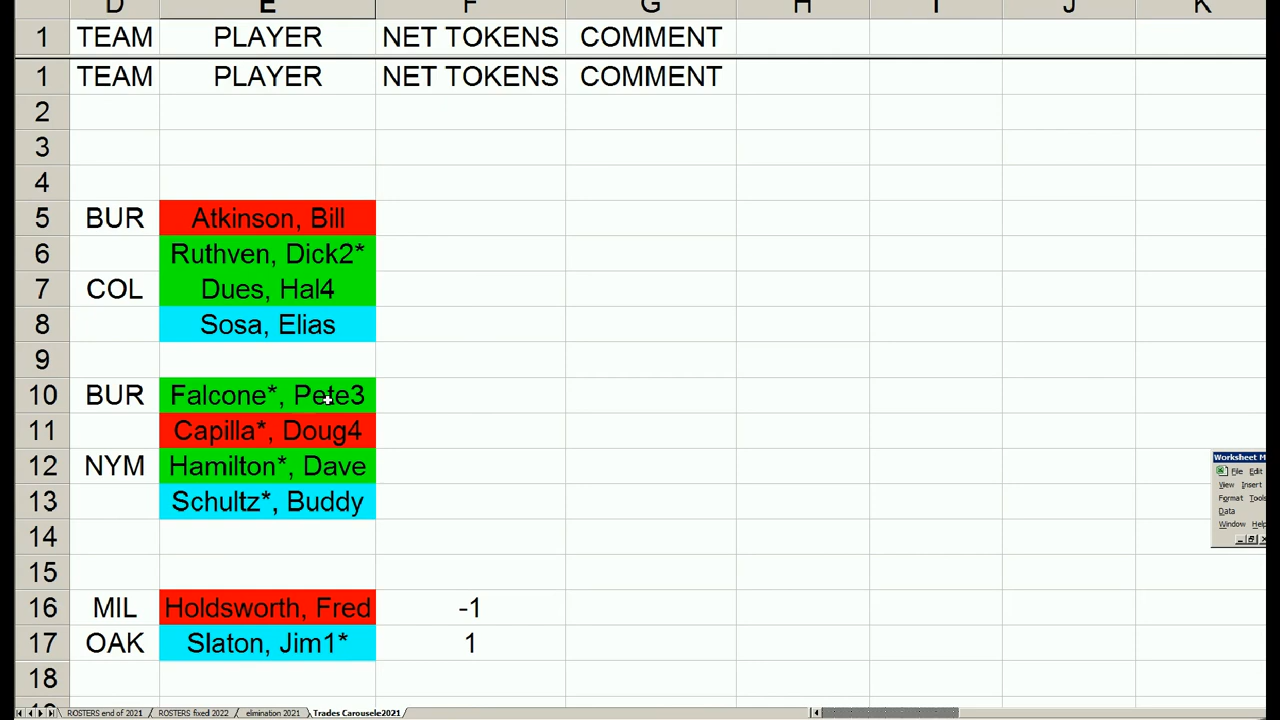 D E F G H I J K
1 TEAM PLAYER NET TOKENS COMMENT
1 TEAM PLAYER NET TOKENS COMMENT
2
3
4
5 BUR Atkinson, Bill
6 Ruthven, Dick2*
7 COL Dues, Hal4
8 Sosa, Elias
9
10 BUR Falcone*, Pete3
11 Capilla*, Doug4
12 NYM Hamilton*, Dave
13 Schultz*, Buddy
14
15
16 MIL Holdsworth, Fred -1
17 OAK Slaton, Jim1* 1
18
Worksheet M
File Edit
View Insert
Format Tools
Data
Window Help
ROSTERS end of 2021 ROSTERS fixed 2022 elimination 2021 Trades Carousele2021